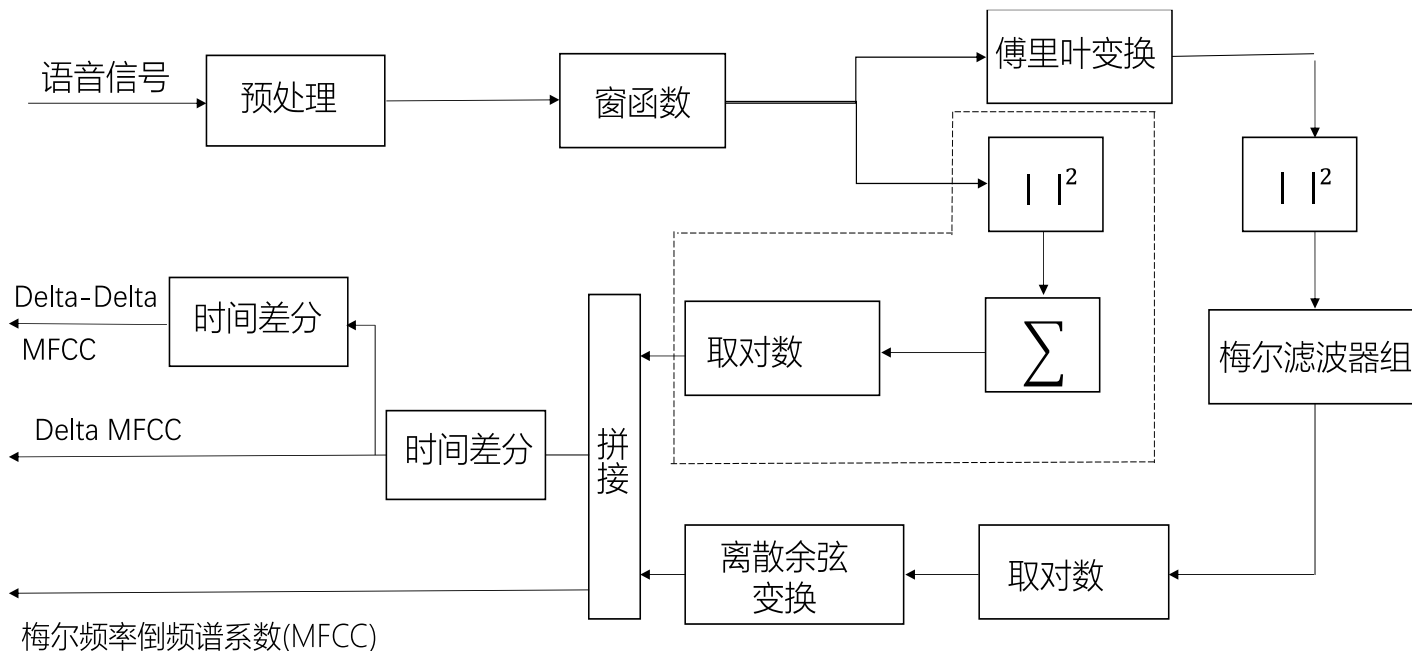 语音信号
预处理
窗函数
傅里叶变换
| |²
| |²
Delta-Delta
MFCC
时间差分
取对数
∑
梅尔滤波器组
Delta MFCC
时间差分
拼
接
离散余弦
变换
取对数
梅尔频率倒频谱系数(MFCC)